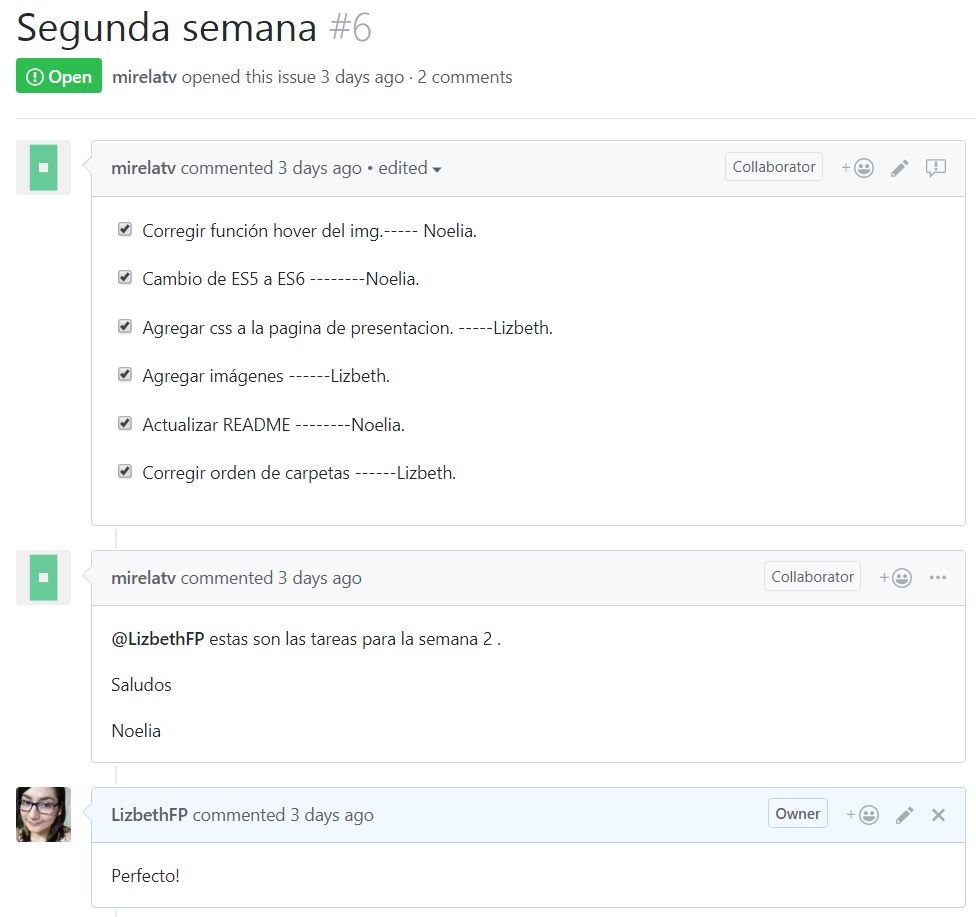 Segunda semana #6
Open mirelatv opened this issue 3 days ago · 2 comments
mirelatv commented 3 days ago • edited Collaborator
Corregir función hover del img.----- Noelia.
Cambio de ES5 a ES6 --------Noelia.
Agregar css a la pagina de presentacion. -----Lizbeth.
Agregar imágenes ------Lizbeth.
Actualizar README --------Noelia.
Corregir orden de carpetas ------Lizbeth.
mirelatv commented 3 days ago Collaborator
@LizbethFP estas son las tareas para la semana 2 .
Saludos
Noelia
LizbethFP commented 3 days ago Owner
Perfecto!